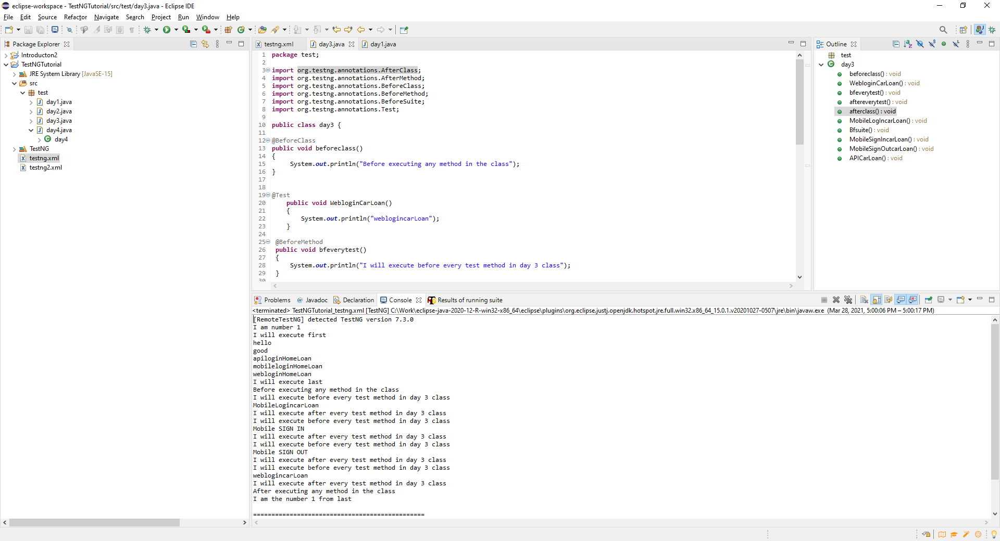 eclipse-workspace - TestNGTutorial/src/test/day3.java - Eclipse IDE
File Edit Source Refactor Navigate Search Project Run Window Help
Package Explorer
Introducton2
TestNGTutorial
JRE System Library [JavaSE-15]
src
test
day1.java
day2.java
day3.java
day4.java
day4
TestNG
testng.xml
testng2.xml
testng.xml day3.java day1.java
1 package test;
2
3 import org.testng.annotations.AfterClass;
4 import org.testng.annotations.AfterMethod;
5 import org.testng.annotations.BeforeClass;
6 import org.testng.annotations.BeforeMethod;
7 import org.testng.annotations.BeforeSuite;
8 import org.testng.annotations.Test;
9
10 public class day3 {
11
12 @BeforeClass
13 public void beforeclass()
14 {
15 System.out.println("Before executing any method in the class");
16 }
17
18
19 @Test
20 public void WebloginCarLoan()
21 {
22 System.out.println("weblogincarLoan");
23 }
24
25 @BeforeMethod
26 public void bfeverytest()
27 {
28 System.out.println("I will execute before every test method in day 3 class");
29 }
30
Outline
test
day3
beforeclass() : void
WebloginCarLoan() : void
bfeverytest() : void
aftereverytest() : void
afterclass() : void
MobileLogIncarLoan() : void
Bfsuite() : void
MobileSignIncarLoan() : void
MobileSignOutcarLoan() : void
APICarLoan() : void
Problems @ Javadoc Declaration Console Results of running suite
<terminated> TestNGTutorial_testng.xml [TestNG] C:\Work\eclipse-java-2020-12-R-win32-x86_64\eclipse\plugins\org.eclipse.justj.openjdk.hotspot.jre.full.win32.x86_64_15.0.1.v20201027-0507\jre\bin\javaw.exe (Mar 28, 2021, 5:00:06 PM – 5:00:17 PM)
[RemoteTestNG] detected TestNG version 7.3.0
I am number 1
I will execute first
hello
good
apiloginHomeLoan
mobileloginHomeLoan
webloginHomeLoan
I will execute last
Before executing any method in the class
I will execute before every test method in day 3 class
MobileLogincarLoan
I will execute after every test method in day 3 class
I will execute before every test method in day 3 class
Mobile SIGN IN
I will execute after every test method in day 3 class
I will execute before every test method in day 3 class
Mobile SIGN OUT
I will execute after every test method in day 3 class
I will execute before every test method in day 3 class
weblogincarLoan
I will execute after every test method in day 3 class
After executing any method in the class
I am the number 1 from last
===============================================